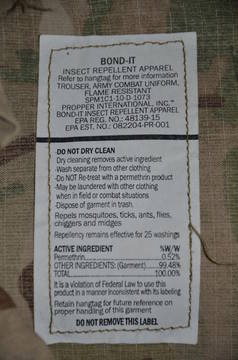 BOND-IT
INSECT REPELLENT APPAREL
Refer to hangtag for more information
TROUSER, ARMY COMBAT UNIFORM,
FLAME RESISTANT
SPM1C1-10-D-1073
PROPPER INTERNATIONAL, INC.™
BOND-IT INSECT REPELLENT APPAREL
EPA REG. NO.: 48139-15
EPA EST. NO.: 082204-PR-001
DO NOT DRY CLEAN
Dry cleaning removes active ingredient
-Wash separate from other clothing
-Do NOT Re-treat with a permethrin product
-May be laundered with other clothing
when in field or combat situations
-Dispose of garment in trash.
Repels mosquitoes, ticks, ants, flies,
chiggers and midges
Repellency remains effective for 25 washings
ACTIVE INGREDIENT %W/W
Permethrin 0.52%
OTHER INGREDIENTS: (Garment) 99.48%
TOTAL 100.00%
It is a violation of Federal Law to use this
product in a manner inconsistent with its labeling
Retain hangtag for future reference on
proper handling of this garment
DO NOT REMOVE THIS LABEL